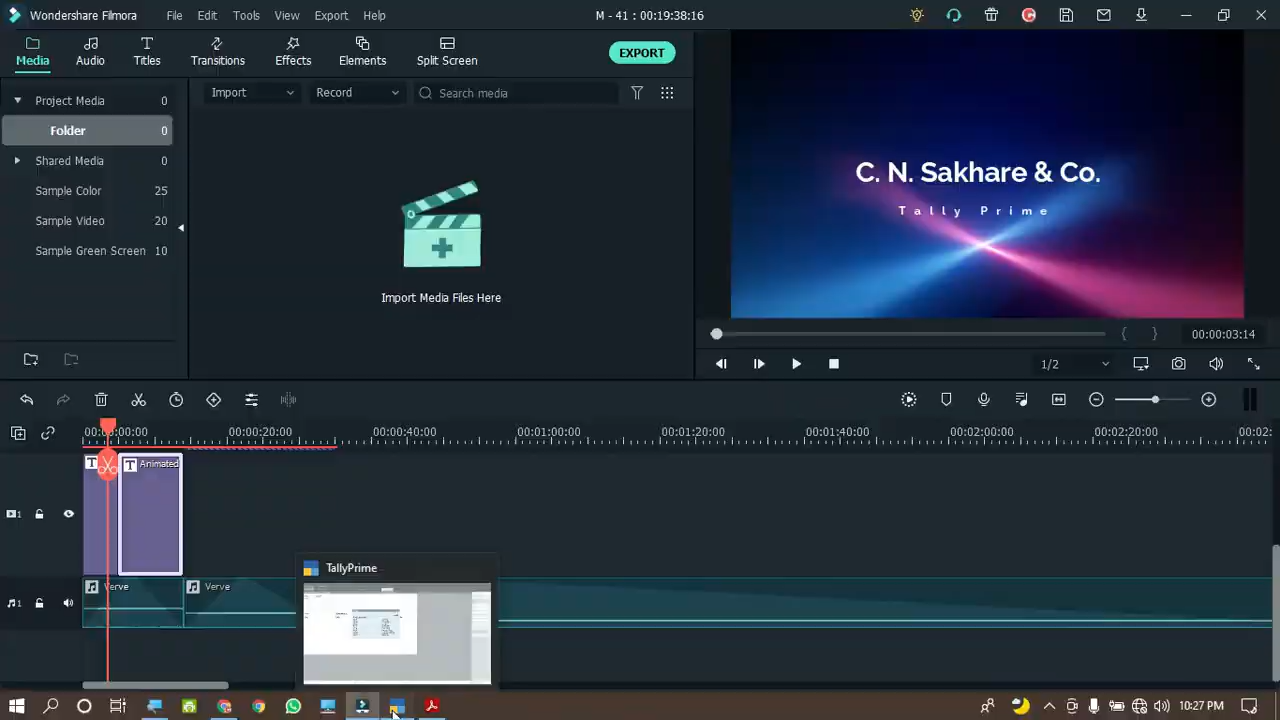 Wondershare Filmora File Edit Tools View Export Help M - 41 : 00:19:38:16
Media Audio Titles Transitions Effects Elements Split Screen EXPORT
Project Media 0 Import Record Search media
Folder 0
Shared Media 0
Sample Color 25
Sample Video 20
Sample Green Screen 10
Import Media Files Here
C. N. Sakhare & Co.
Tally Prime
00:00:03:14
1/2
00:00:40:00 00:01:00:00 00:01:20:00 00:01:40:00 00:02:00:00 00:02:20:00
00:00:20:00
Animated
TallyPrime
Verve Verve
10:27 PM